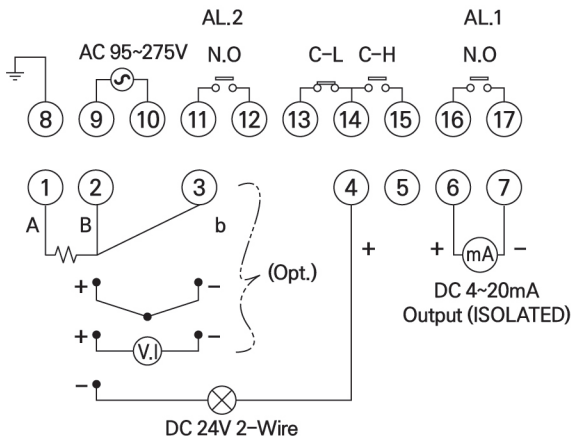 AL.2 AL.1
AC 95~275V N.O C-L C-H N.O
8 9 10 11 12 13 14 15 16 17
1 2 3 4 5 6 7
A B b
+ mA -
+
+ - (Opt.)
DC 4~20mA
Output (ISOLATED)
+ V.I -
-
DC 24V 2-Wire